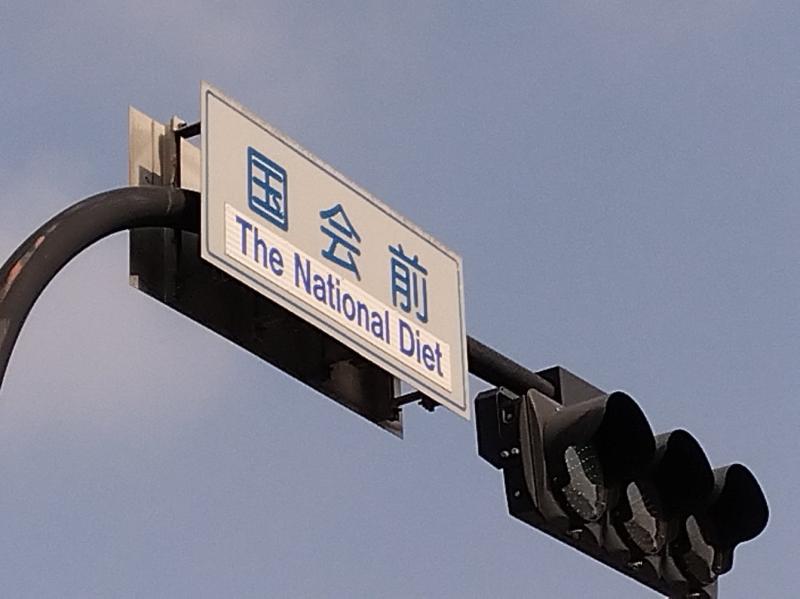 国会前
The National Diet